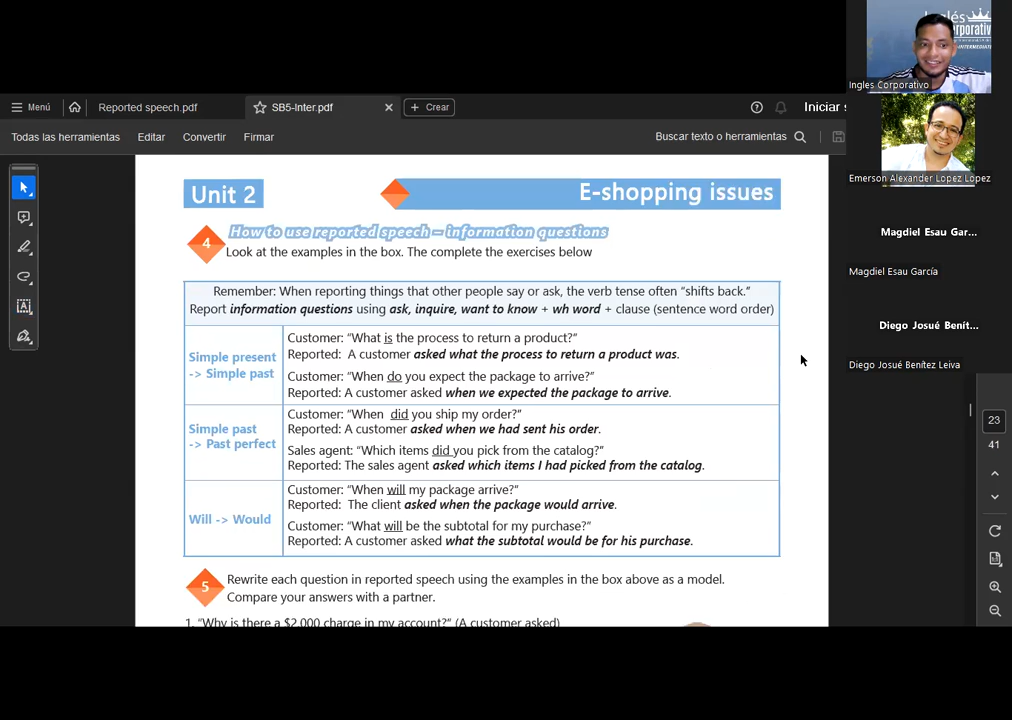 Menú
Reported speech.pdf
SB5-Inter.pdf
Crear
Iniciar s
Todas las herramientas
Editar
Convertir
Firmar
Buscar texto o herramientas
Unit 2
E-shopping issues
4
How to use reported speech – information questions
Look at the examples in the box. The complete the exercises below
Remember: When reporting things that other people say or ask, the verb tense often “shifts back.”
Report information questions using ask, inquire, want to know + wh word + clause (sentence word order)
Simple present
-> Simple past
Customer: “What is the process to return a product?”
Reported: A customer asked what the process to return a product was.
Customer: “When do you expect the package to arrive?”
Reported: A customer asked when we expected the package to arrive.
Simple past
-> Past perfect
Customer: “When did you ship my order?”
Reported: A customer asked when we had sent his order.
Sales agent: “Which items did you pick from the catalog?”
Reported: The sales agent asked which items I had picked from the catalog.
Will -> Would
Customer: “When will my package arrive?”
Reported: The client asked when the package would arrive.
Customer: “What will be the subtotal for my purchase?”
Reported: A customer asked what the subtotal would be for his purchase.
5
Rewrite each question in reported speech using the examples in the box above as a model.
Compare your answers with a partner.
1. “Why is there a $2,000 charge in my account?” (A customer asked)
Ingles Corporativo
Emerson Alexander Lopez López
Magdiel Esau Gar...
Magdiel Esau García
Diego Josué Benít...
Diego Josué Benítez Leiva
23
41